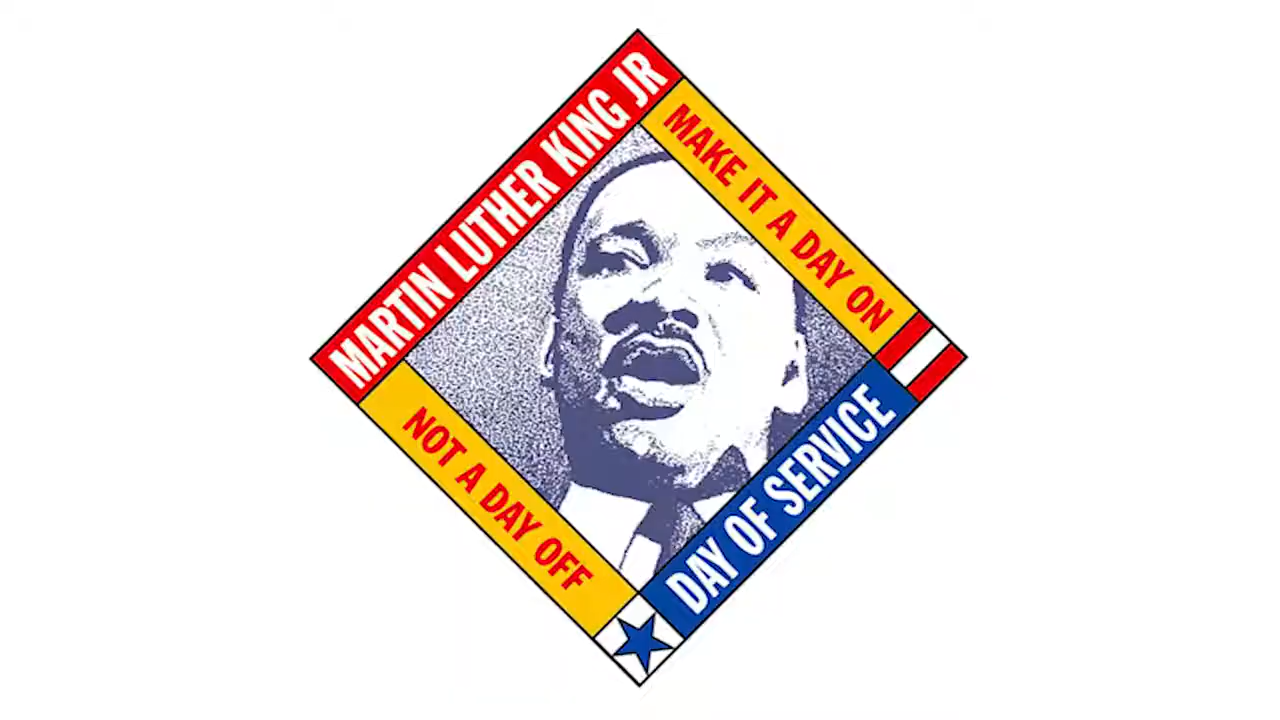 MARTIN LUTHER KING JR
MAKE IT A DAY ON
NOT A DAY OFF
DAY OF SERVICE